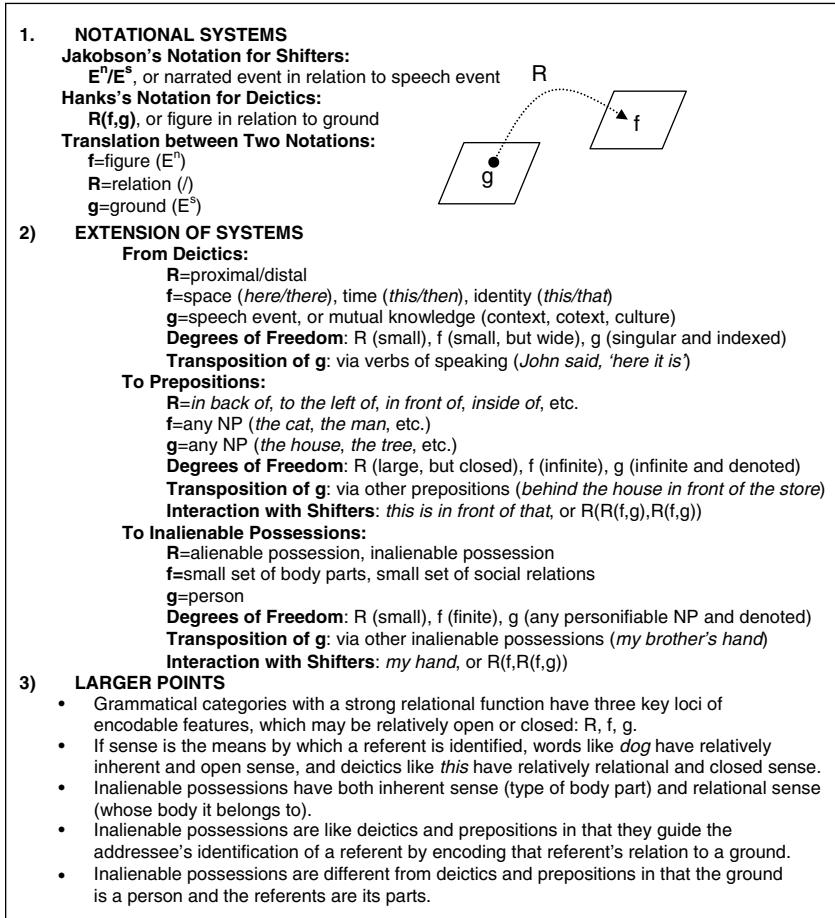 1. NOTATIONAL SYSTEMS
Jakobson's Notation for Shifters:
Eⁿ/Eˢ, or narrated event in relation to speech event
R
Hanks's Notation for Deictics:
R(f,g), or figure in relation to ground
f
Translation between Two Notations:
f=figure (Eⁿ)
g
R=relation (/)
g=ground (Eˢ)
2) EXTENSION OF SYSTEMS
From Deictics:
R=proximal/distal
f=space (here/there), time (this/then), identity (this/that)
g=speech event, or mutual knowledge (context, cotext, culture)
Degrees of Freedom: R (small), f (small, but wide), g (singular and indexed)
Transposition of g: via verbs of speaking (John said, 'here it is')
To Prepositions:
R=in back of, to the left of, in front of, inside of, etc.
f=any NP (the cat, the man, etc.)
g=any NP (the house, the tree, etc.)
Degrees of Freedom: R (large, but closed), f (infinite), g (infinite and denoted)
Transposition of g: via other prepositions (behind the house in front of the store)
Interaction with Shifters: this is in front of that, or R(R(f,g),R(f,g))
To Inalienable Possessions:
R=alienable possession, inalienable possession
f=small set of body parts, small set of social relations
g=person
Degrees of Freedom: R (small), f (finite), g (any personifiable NP and denoted)
Transposition of g: via other inalienable possessions (my brother's hand)
Interaction with Shifters: my hand, or R(f,R(f,g))
3) LARGER POINTS
• Grammatical categories with a strong relational function have three key loci of
encodable features, which may be relatively open or closed: R, f, g.
• If sense is the means by which a referent is identified, words like dog have relatively
inherent and open sense, and deictics like this have relatively relational and closed sense.
• Inalienable possessions have both inherent sense (type of body part) and relational sense
(whose body it belongs to).
• Inalienable possessions are like deictics and prepositions in that they guide the
addressee's identification of a referent by encoding that referent's relation to a ground.
• Inalienable possessions are different from deictics and prepositions in that the ground
is a person and the referents are its parts.